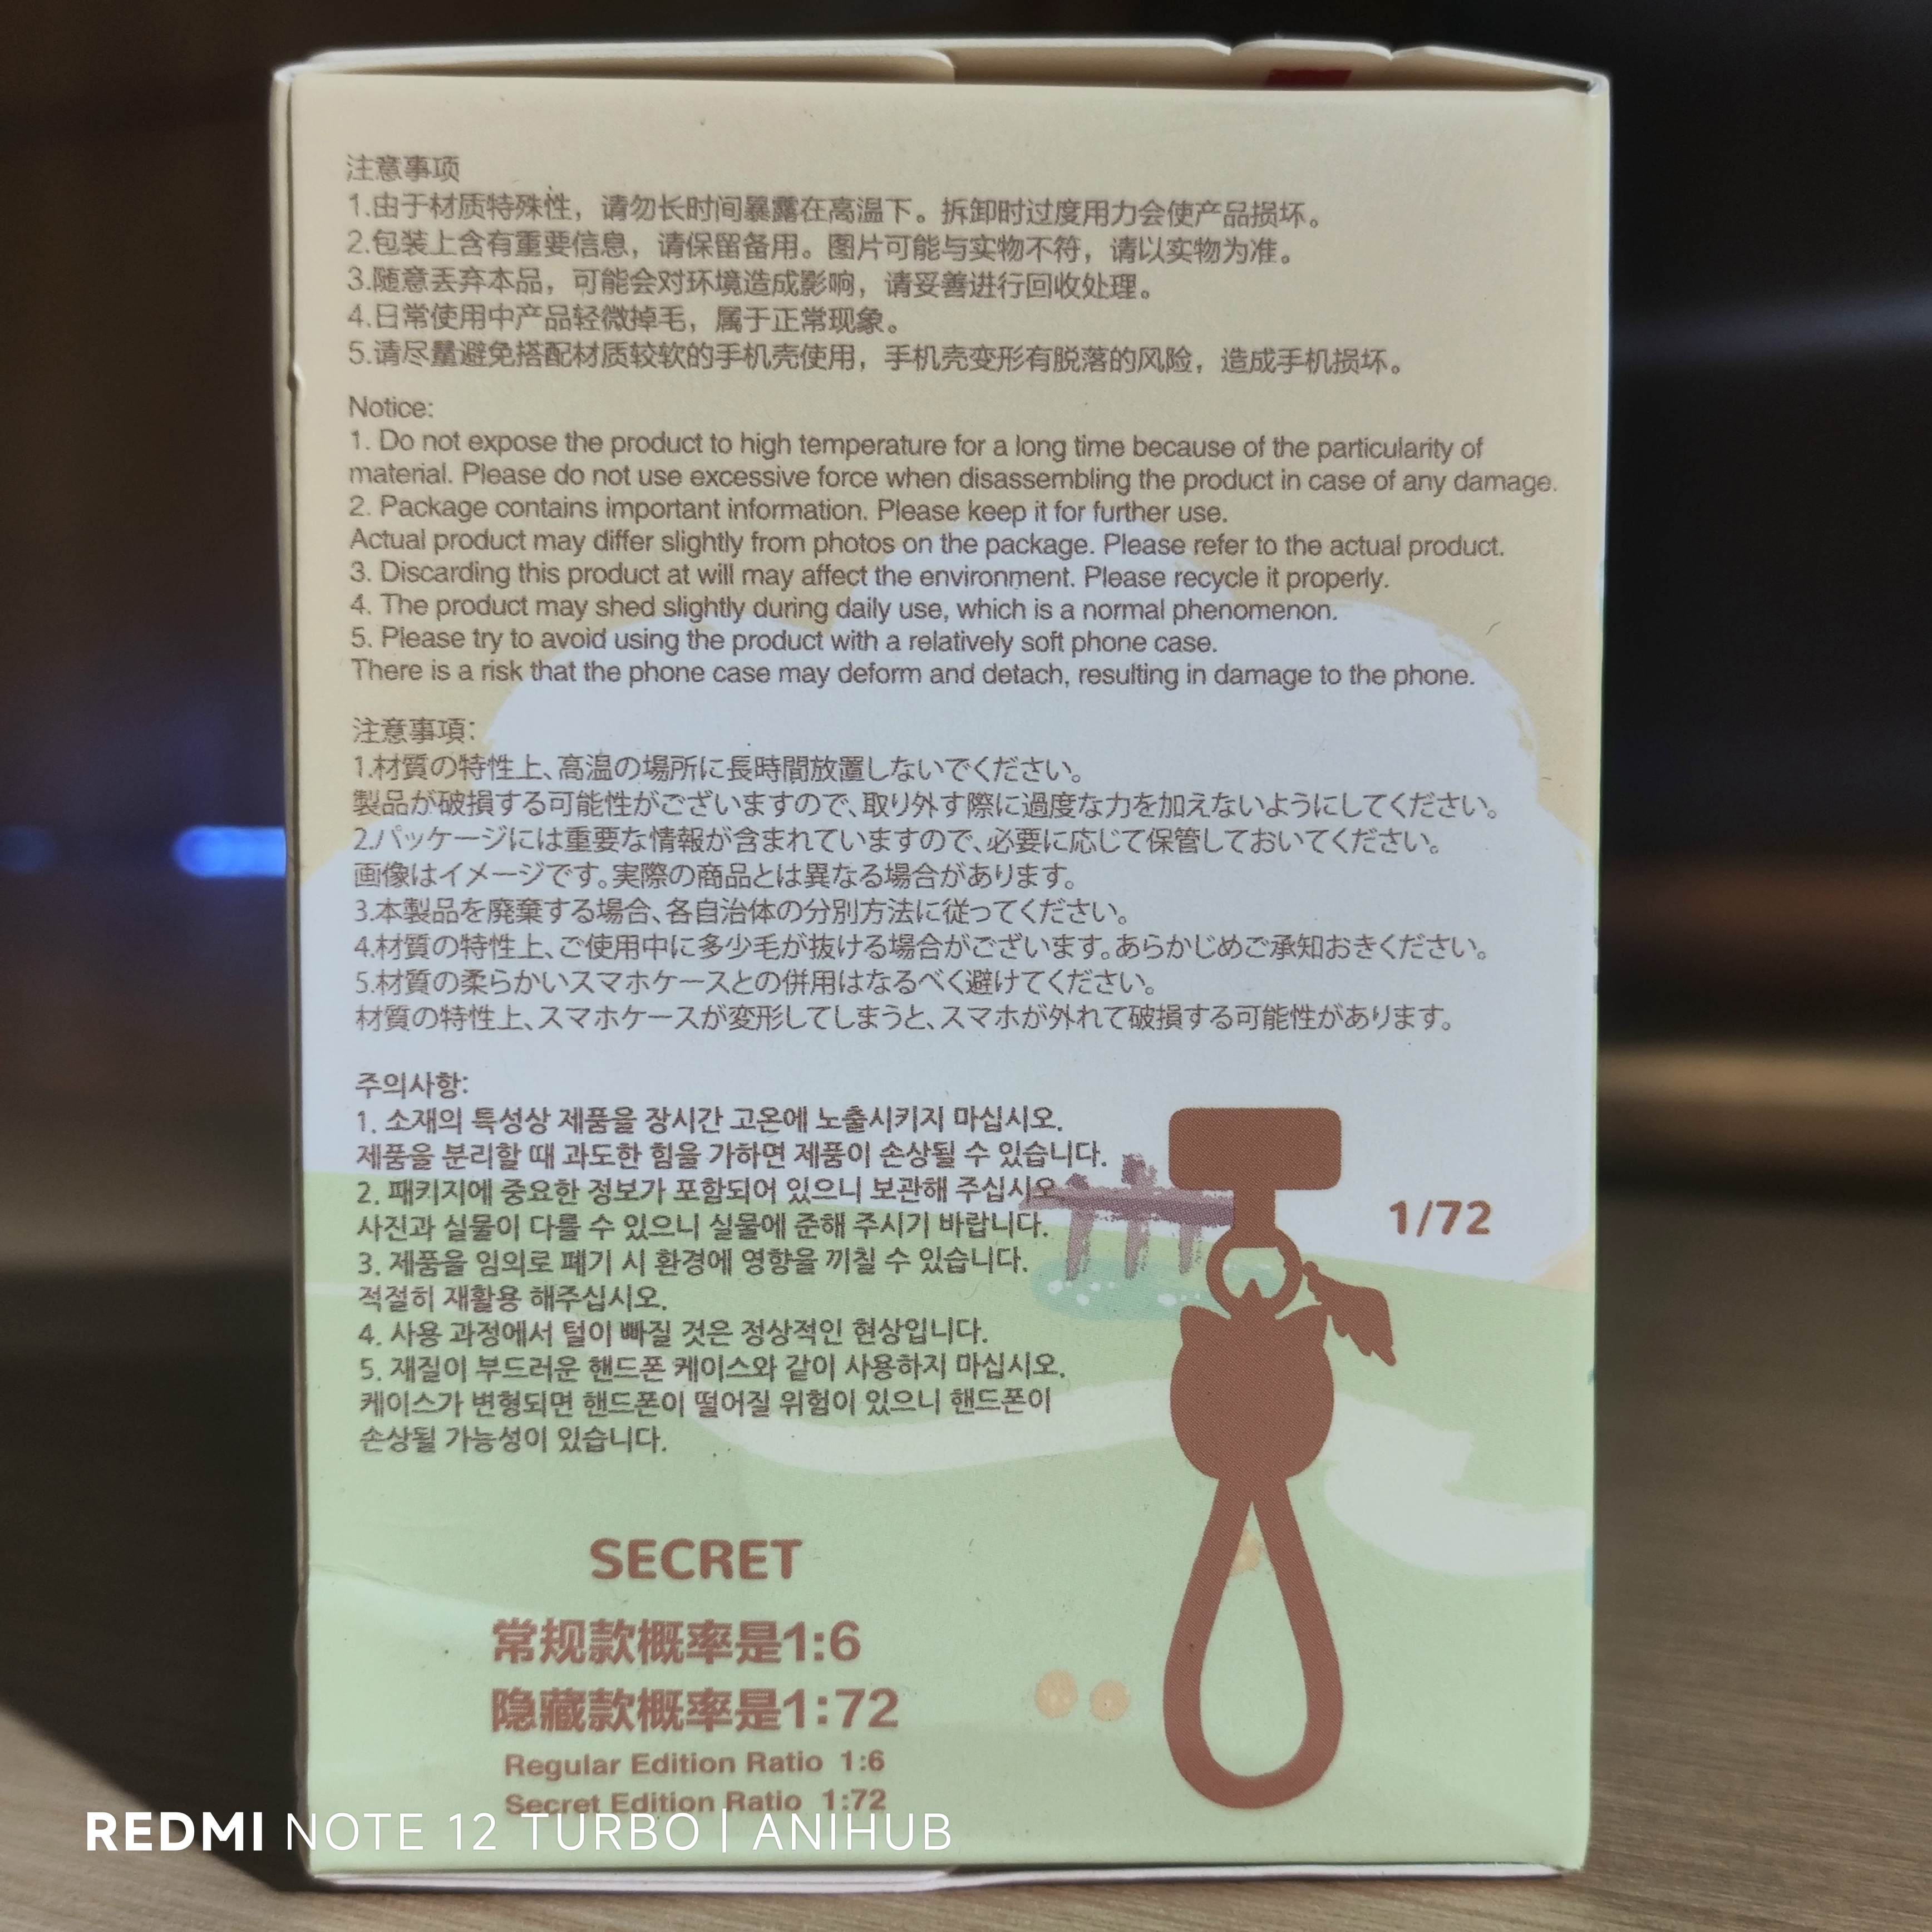 注意事项
1.由于材质特殊性，请勿长时间暴露在高温下。拆卸时过度用力会使产品损坏。
2.包装上含有重要信息，请保留备用。图片可能与实物不符，请以实物为准。
3.随意丢弃本品，可能会对环境造成影响，请妥善进行回收处理。
4.日常使用中产品轻微掉毛，属于正常现象。
5.请尽量避免搭配材质较软的手机壳使用，手机壳变形有脱落的风险，造成手机损坏。
Notice:
1. Do not expose the product to high temperature for a long time because of the particularity of
material. Please do not use excessive force when disassembling the product in case of any damage.
2. Package contains important information. Please keep it for further use.
Actual product may differ slightly from photos on the package. Please refer to the actual product.
3. Discarding this product at will may affect the environment. Please recycle it properly.
4. The product may shed slightly during daily use, which is a normal phenomenon.
5. Please try to avoid using the product with a relatively soft phone case.
There is a risk that the phone case may deform and detach, resulting in damage to the phone.
注意事項:
1.材質の特性上、高温の場所に長時間放置しないでください。
製品が破損する可能性がございますので、取り外す際に過度な力を加えないようにしてください。
2.パッケージには重要な情報が含まれていますので、必要に応じて保管しておいてください。
画像はイメージです。実際の商品とは異なる場合があります。
3.本製品を廃棄する場合、各自治体の分別方法に従ってください。
4.材質の特性上、ご使用中に多少毛が抜ける場合がございます。あらかじめご承知おきください。
5.材質の柔らかいスマホケースとの併用はなるべく避けてください。
材質の特性上、スマホケースが変形してしまうと、スマホが外れて破損する可能性があります。
주의사항:
1. 소재의 특성상 제품을 장시간 고온에 노출시키지 마십시오.
제품을 분리할 때 과도한 힘을 가하면 제품이 손상될 수 있습니다.
2. 패키지에 중요한 정보가 포함되어 있으니 보관해 주십시오.
사진과 실물이 다를 수 있으니 실물에 준해 주시기 바랍니다.
3. 제품을 임의로 폐기 시 환경에 영향을 끼칠 수 있습니다.
적절히 재활용 해주십시오.
4. 사용 과정에서 털이 빠질 것은 정상적인 현상입니다.
5. 재질이 부드러운 핸드폰 케이스와 같이 사용하지 마십시오.
케이스가 변형되면 핸드폰이 떨어질 위험이 있으니 핸드폰이
손상될 가능성이 있습니다.
1/72
SECRET
常规款概率是1:6
隐藏款概率是1:72
Regular Edition Ratio 1:6
Secret Edition Ratio 1:72
REDMI NOTE 12 TURBO | ANIHUB